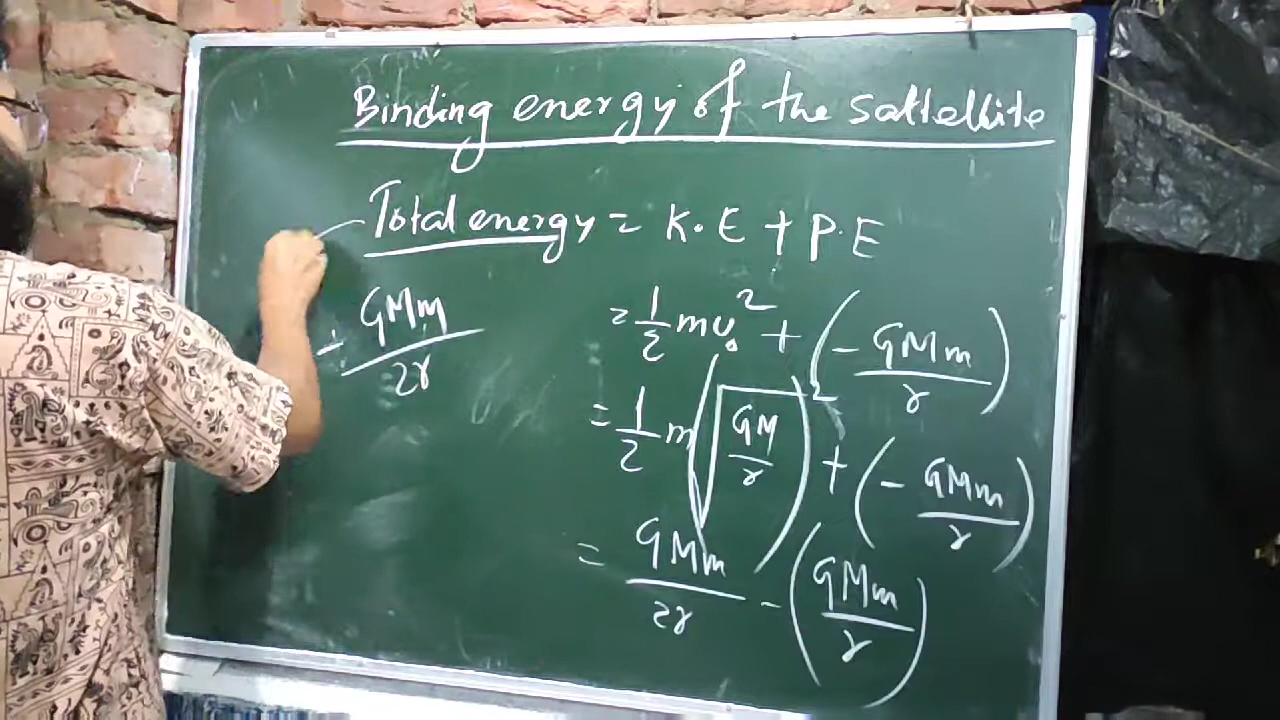 Binding energy of the sattelite
Total energy = K.E + P.E
= 1/2 mv₀² + (- GMm/r)
= 1/2 m(√(GM/r))² + (- GMm/r)
= GMm/2r - (GMm/r)
- GMm/2r